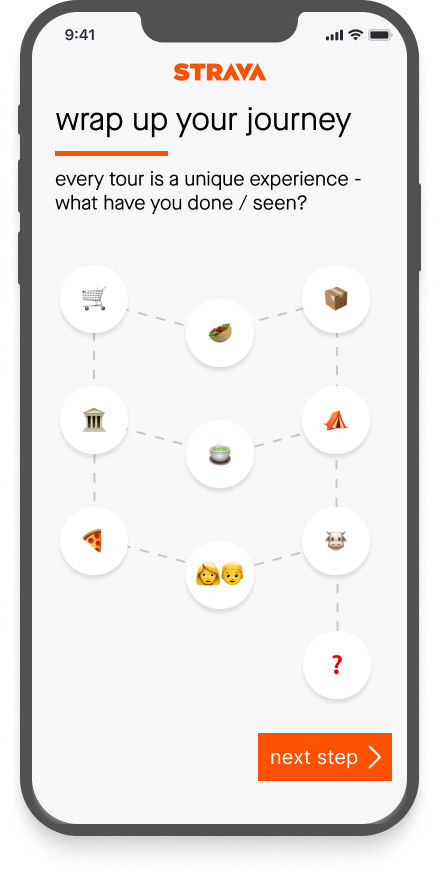 9:41
STRAVA
wrap up your journey
every tour is a unique experience -
what have you done / seen?
?
next step